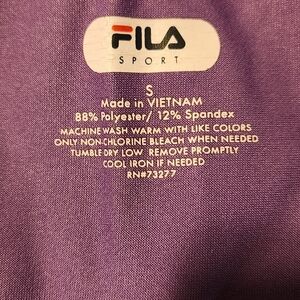 FILA
SPORT
S
Made in VIETNAM
88% Polyester/ 12% Spandex
MACHINE WASH WARM WITH LIKE COLORS
ONLY NON-CHLORINE BLEACH WHEN NEEDED
TUMBLE DRY LOW REMOVE PROMPTLY
COOL IRON IF NEEDED
RN#73277